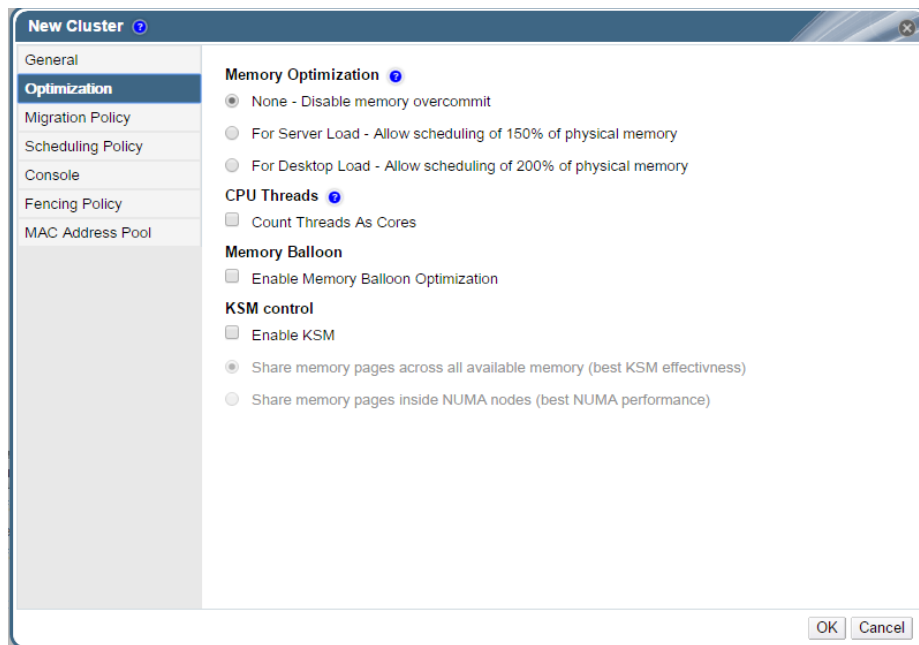 New Cluster ?
General
Optimization
Migration Policy
Scheduling Policy
Console
Fencing Policy
MAC Address Pool
Memory Optimization ?
None - Disable memory overcommit
For Server Load - Allow scheduling of 150% of physical memory
For Desktop Load - Allow scheduling of 200% of physical memory
CPU Threads ?
Count Threads As Cores
Memory Balloon
Enable Memory Balloon Optimization
KSM control
Enable KSM
Share memory pages across all available memory (best KSM effectivness)
Share memory pages inside NUMA nodes (best NUMA performance)
OK Cancel